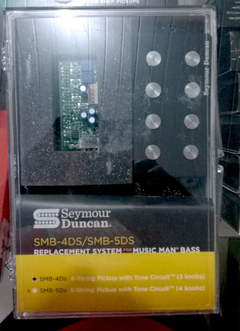 Seymour Duncan
Seymour
Duncan.
SMB-4DS/SMB-5DS
REPLACEMENT SYSTEM FOR MUSIC MAN® BASS
SMB-4Ds 4-String Pickup with Tone Circuit™ (3 knobs)
SMB-5Ds 5-String Pickup with Tone Circuit™ (4 knobs)